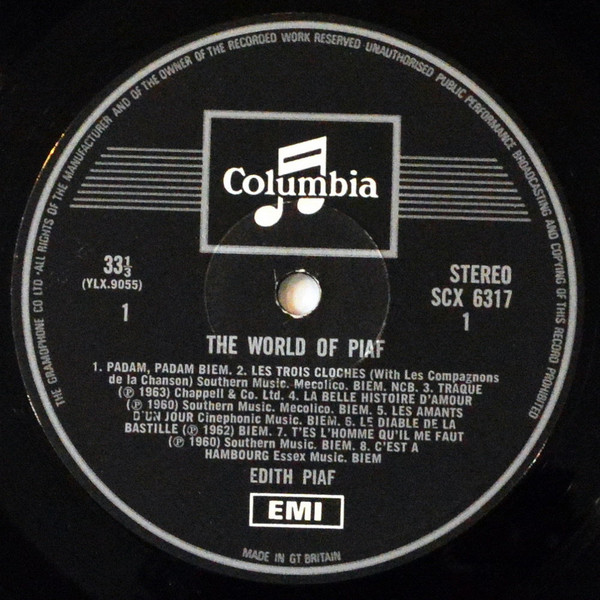 THE GRAMOPHONE CO LTD · ALL RIGHTS OF THE MANUFACTURER AND OF THE OWNER OF THE RECORDED WORK RESERVED UNAUTHORISED PUBLIC PERFORMANCE BROADCASTING AND COPYING OF THIS RECORD PROHIBITED
Columbia
33⅓
(YLX.9055)
1
STEREO
SCX 6317
1
THE WORLD OF PIAF
1. PADAM, PADAM BIEM. 2. LES TROIS CLOCHES (With Les Compagnons
de la Chanson) Southern Music. Mecolico. BIEM. NCB. 3. TRAQUE
(℗ 1963) Chappell & Co. Ltd. 4. LA BELLE HISTOIRE D'AMOUR
(℗ 1960) Southern Music. Mecolico. BIEM. 5. LES AMANTS
D'UN JOUR Cinephonic Music. BIEM. 6. LE DIABLE DE LA
BASTILLE (℗ 1962) BIEM. 7. T'ES L'HOMME QU'IL ME FAUT
(℗ 1960) Southern Music. BIEM. 8. C'EST A
HAMBOURG Essex Music. BIEM
EDITH PIAF
EMI
MADE IN GT BRITAIN